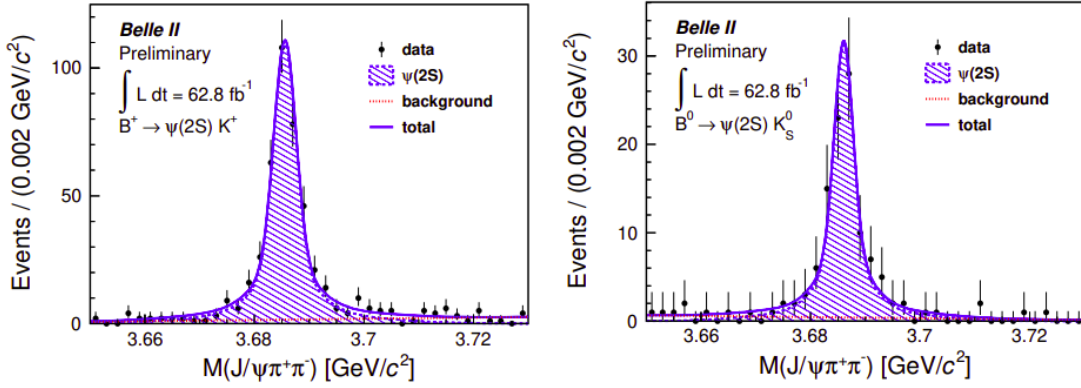 Belle II
Preliminary
∫ L dt = 62.8 fb⁻¹
B⁺ → ψ(2S) K⁺
data
ψ(2S)
background
total
Events / (0.002 GeV/c²)
100
50
0
3.66
3.68
3.7
3.72
M(J/ψπ⁺π⁻) [GeV/c²]
Belle II
Preliminary
∫ L dt = 62.8 fb⁻¹
B⁰ → ψ(2S) K⁰_S
data
ψ(2S)
background
total
Events / (0.002 GeV/c²)
30
20
10
0
3.66
3.68
3.7
3.72
M(J/ψπ⁺π⁻) [GeV/c²]